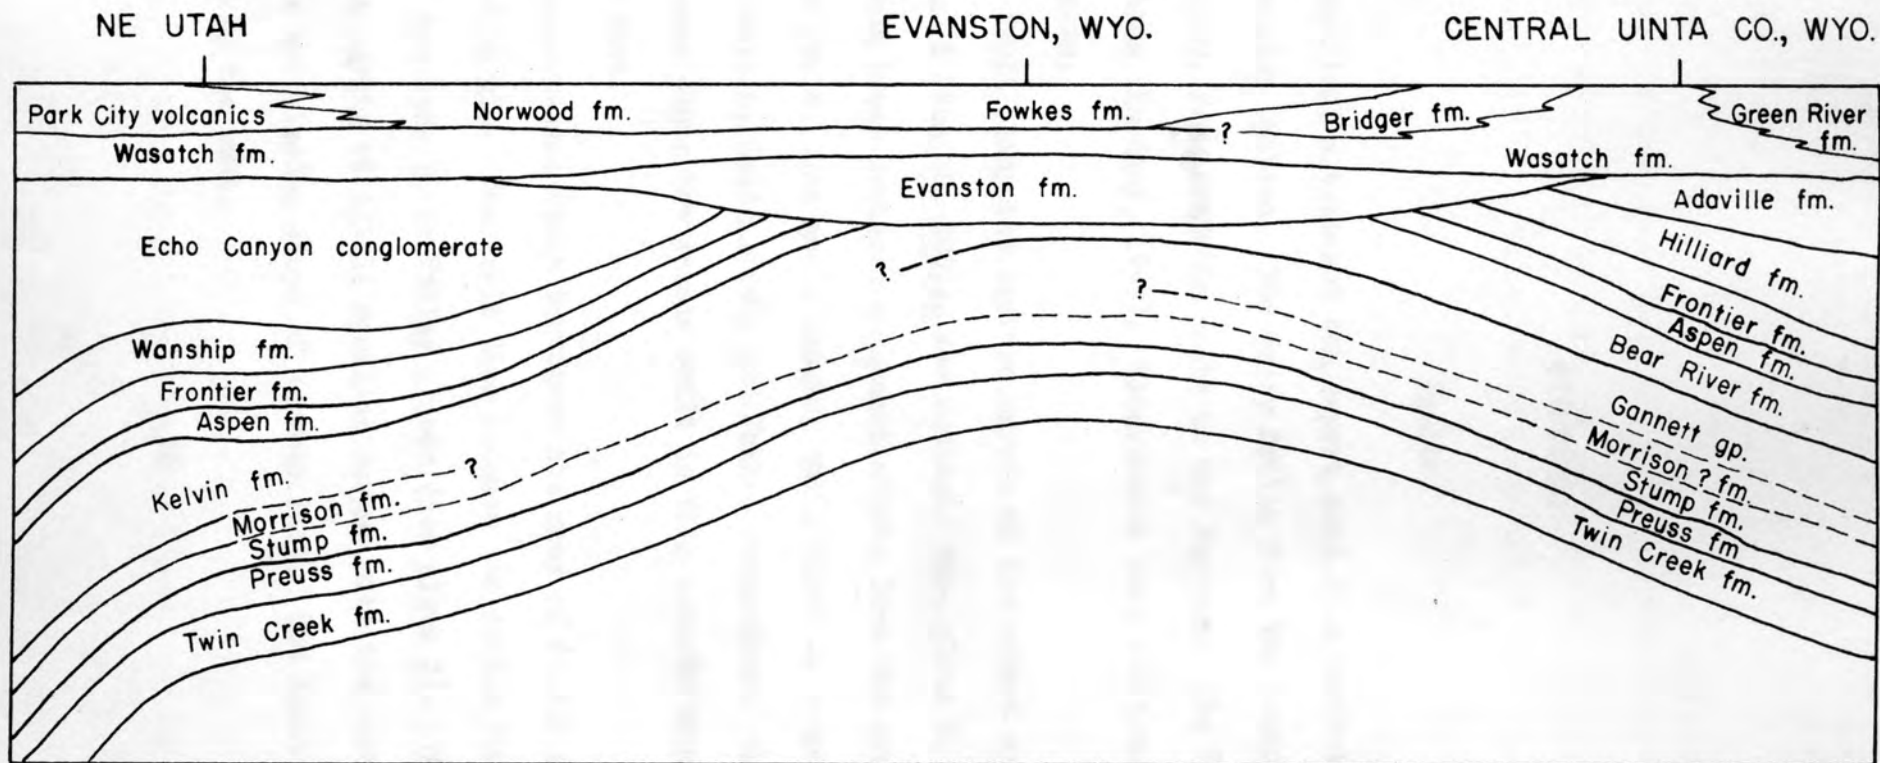 NE UTAH
EVANSTON, WYO.
CENTRAL UINTA CO., WYO.
Park City volcanics
Norwood fm.
Fowkes fm.
Bridger fm.
Green River
fm.
?
Wasatch fm.
Wasatch fm.
Evanston fm.
Adaville fm.
Echo Canyon conglomerate
Hilliard fm.
?
?
Frontier fm.
Aspen fm.
Bear River fm.
Wanship fm.
Frontier fm.
Aspen fm.
Gannett gp.
Morrison ? fm.
Stump fm.
Preuss fm
Twin Creek fm.
Kelvin fm.
?
Morrison fm.
Stump fm.
Preuss fm.
Twin Creek fm.